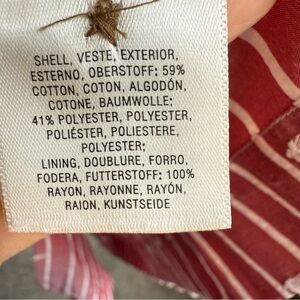 SHELL, VESTE, EXTERIOR,
ESTERNO, OBERSTOFF: 59%
COTTON, COTON, ALGODÓN,
COTONE, BAUMWOLLE;
41% POLYESTER, POLYESTER,
POLIÉSTER, POLIESTERE,
POLYESTER;
LINING, DOUBLURE, FORRO,
FODERA, FUTTERSTOFF: 100%
RAYON, RAYONNE, RAYÓN,
RAION, KUNSTSEIDE